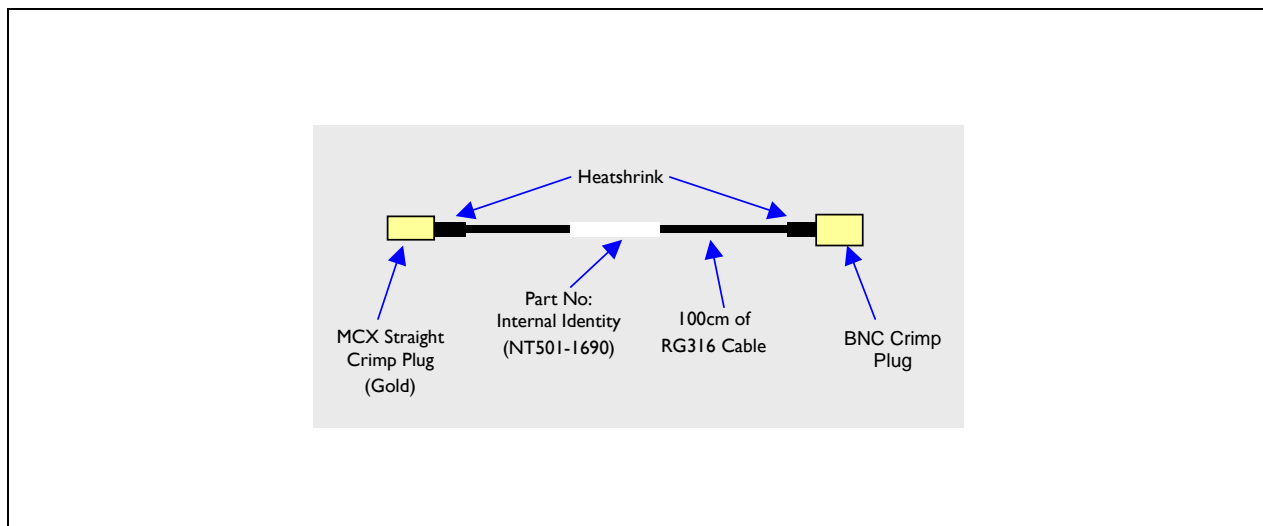 Heatshrink
MCX Straight
Crimp Plug
(Gold)
Part No:
Internal Identity
(NT501-1690)
100cm of
RG316 Cable
BNC Crimp
Plug